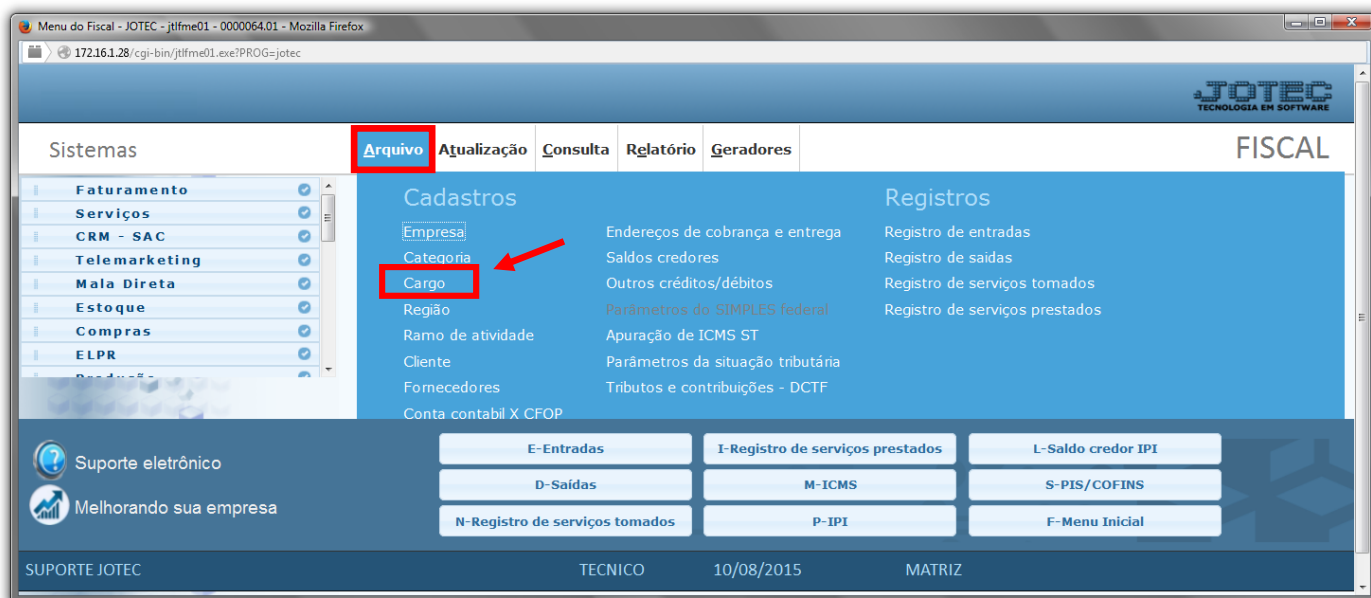 Menu do Fiscal - JOTEC - jtlfme01 - 0000064.01 - Mozilla Firefox
172.16.1.28/cgi-bin/jtlfme01.exe?PROG=jotec
JOTEC
TECNOLOGIA EM SOFTWARE
Sistemas
Arquivo Atualização Consulta Relatório Geradores
FISCAL
Faturamento
Serviços
CRM - SAC
Telemarketing
Mala Direta
Estoque
Compras
ELPR
Produção
Cadastros
Empresa
Categoria
Cargo
Região
Ramo de atividade
Cliente
Fornecedores
Conta contabil X CFOP
Endereços de cobrança e entrega
Saldos credores
Outros créditos/débitos
Parâmetros do SIMPLES federal
Apuração de ICMS ST
Parâmetros da situação tributária
Tributos e contribuições - DCTF
Registros
Registro de entradas
Registro de saidas
Registro de serviços tomados
Registro de serviços prestados
Suporte eletrônico
Melhorando sua empresa
E-Entradas
I-Registro de serviços prestados
L-Saldo credor IPI
D-Saídas
M-ICMS
S-PIS/COFINS
N-Registro de serviços tomados
P-IPI
F-Menu Inicial
SUPORTE JOTEC TECNICO 10/08/2015 MATRIZ